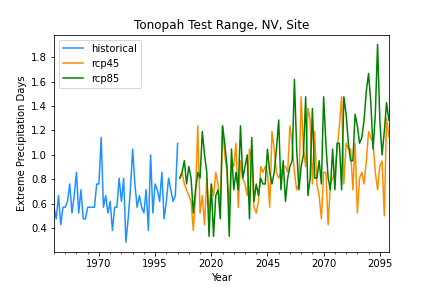 Tonopah Test Range, NV, Site
historical
rcp45
rcp85
Extreme Precipitation Days
1.8
1.6
1.4
1.2
1.0
0.8
0.6
0.4
1970 1995 2020 2045 2070 2095
Year